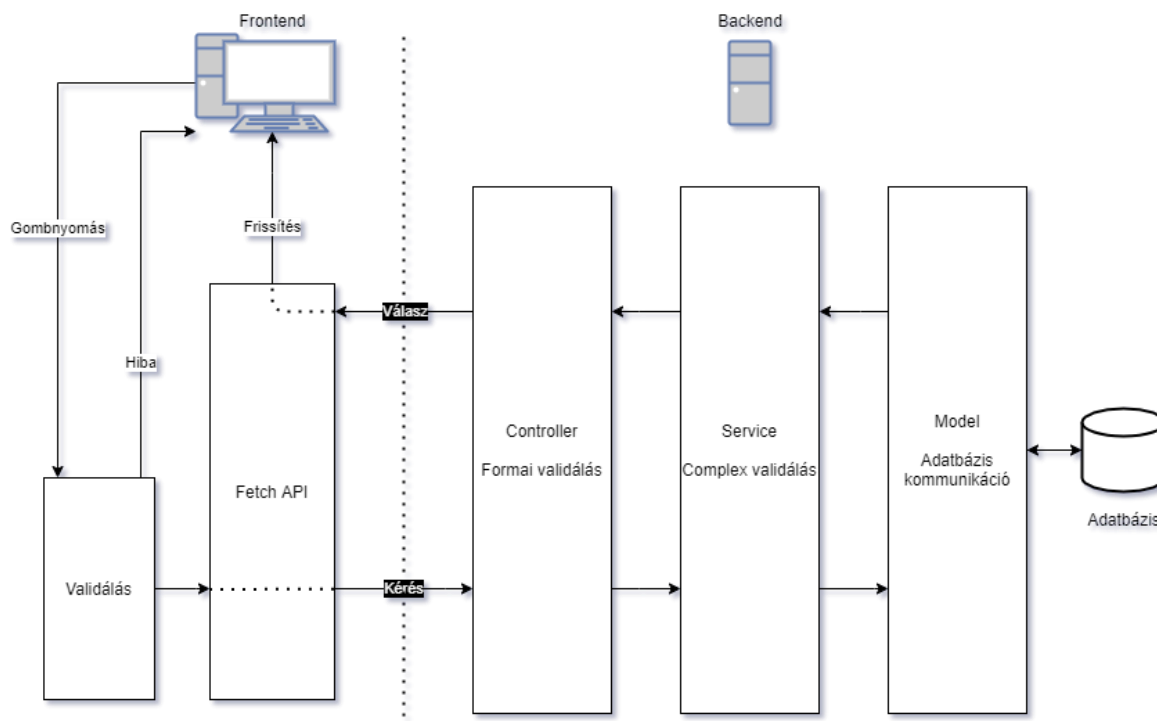 Frontend
Backend
Gombnyomás
Frissítés
Válasz
Hiba
Controller
Formai validálás
Service
Complex validálás
Model
Adatbázis
kommunikáció
Fetch API
Adatbázis
Validálás
Kérés